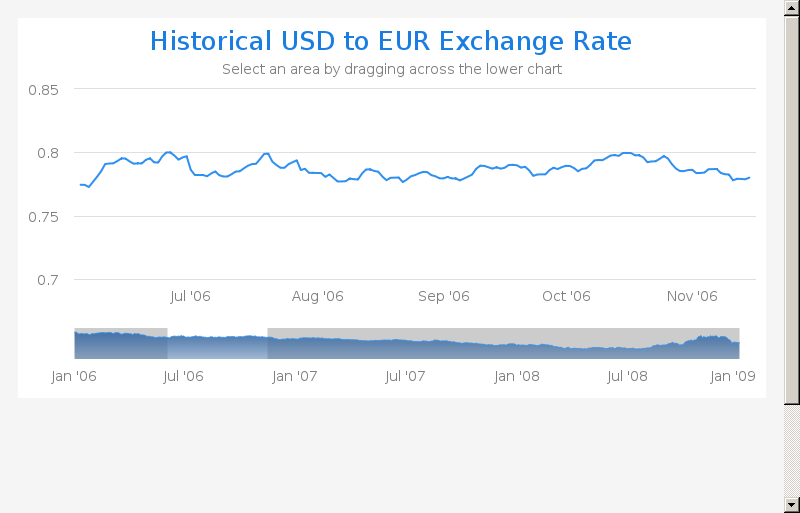 Historical USD to EUR Exchange Rate
Select an area by dragging across the lower chart
0.85
0.8
0.75
0.7
Jul '06 Aug '06 Sep '06 Oct '06 Nov '06
Jan '06 Jul '06 Jan '07 Jul '07 Jan '08 Jul '08 Jan '09